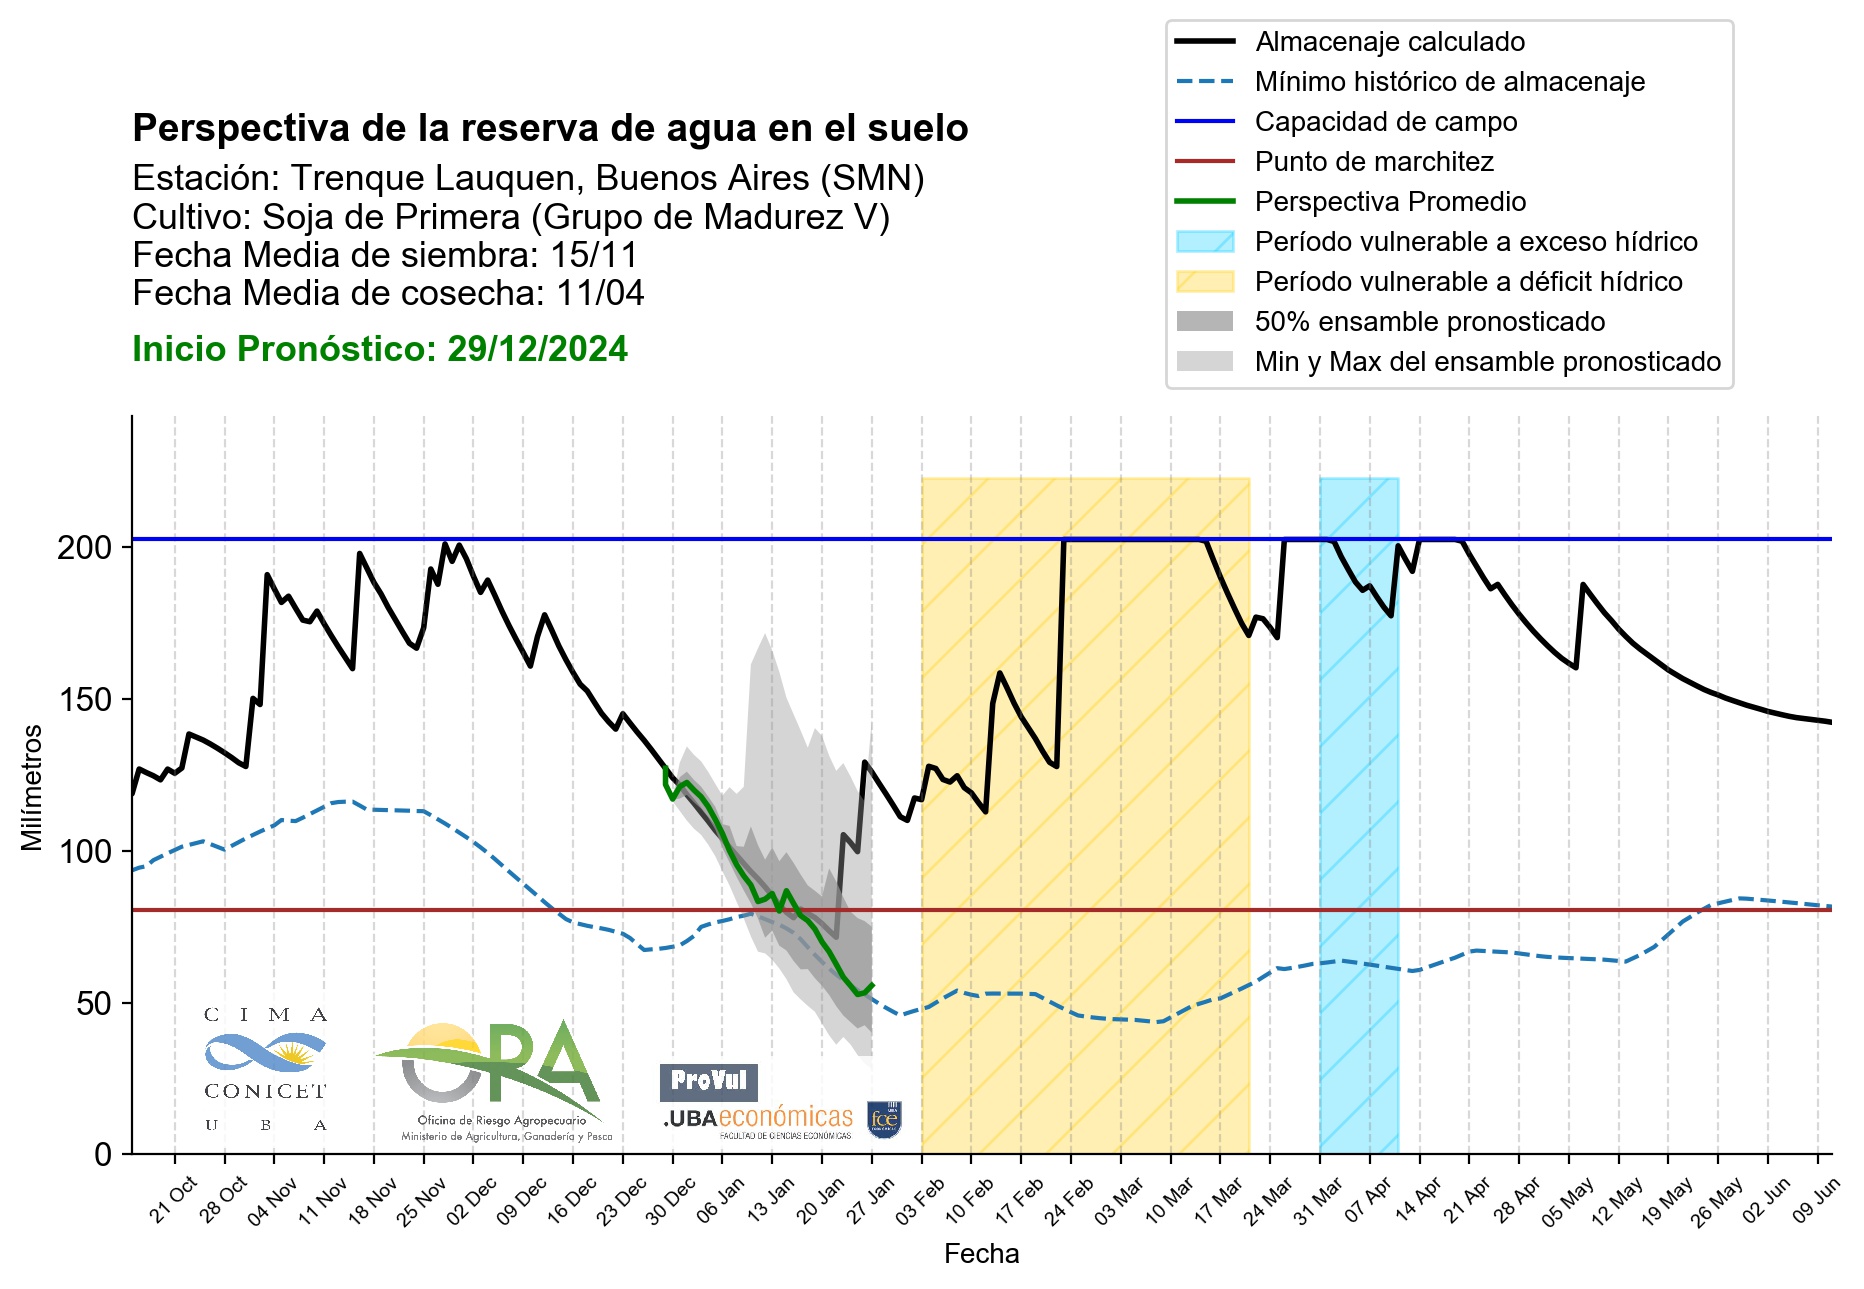 Almacenaje calculado
Mínimo histórico de almacenaje
Capacidad de campo
Punto de marchitez
Perspectiva Promedio
Período vulnerable a exceso hídrico
Período vulnerable a déficit hídrico
50% ensamble pronosticado
Min y Max del ensamble pronosticado
Perspectiva de la reserva de agua en el suelo
Estación: Trenque Lauquen, Buenos Aires (SMN)
Cultivo: Soja de Primera (Grupo de Madurez V)
Fecha Media de siembra: 15/11
Fecha Media de cosecha: 11/04
Inicio Pronóstico: 29/12/2024
Milímetros
200
150
100
50
0
CIMA
CONICET
UBA
ORA
Oficina de Riesgo Agropecuario
Ministerio de Agricultura, Ganadería y Pesca
ProVul
.UBAeconómicas
FACULTAD DE CIENCIAS ECONÓMICAS
UBA
fce
ECONÓMICAS
21 Oct
28 Oct
04 Nov
11 Nov
18 Nov
25 Nov
02 Dec
09 Dec
16 Dec
23 Dec
30 Dec
06 Jan
13 Jan
20 Jan
27 Jan
03 Feb
10 Feb
17 Feb
24 Feb
03 Mar
10 Mar
17 Mar
24 Mar
31 Mar
07 Apr
14 Apr
21 Apr
28 Apr
05 May
12 May
19 May
26 May
02 Jun
09 Jun
Fecha